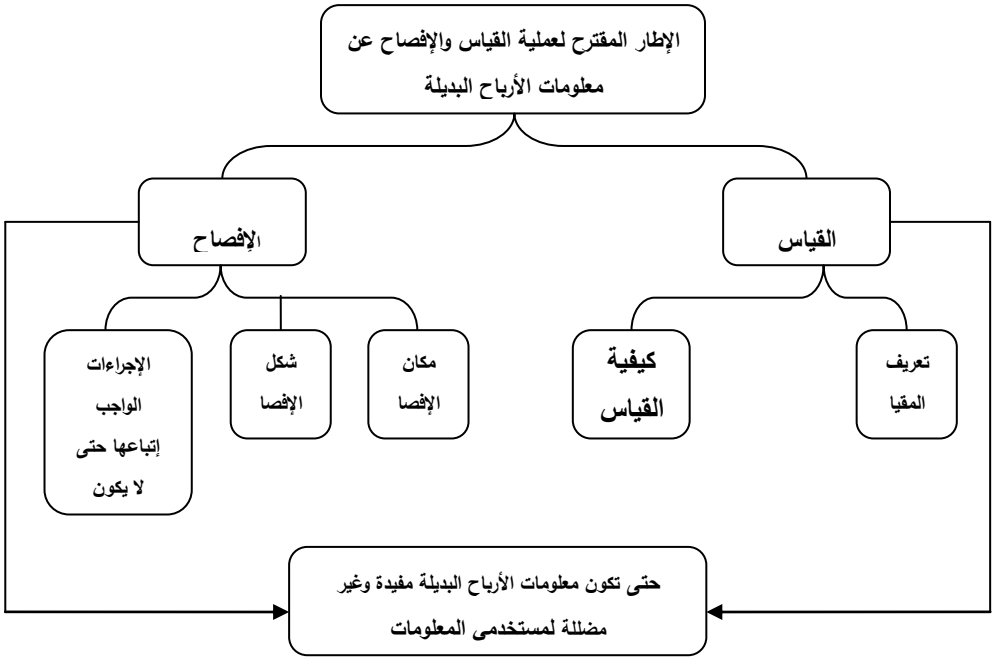 الإطار المقترح لعملية القياس والإفصاح عن
معلومات الأرباح البديلة
القياس
الإفصاح
تعريف
المقيا
كيفية
القياس
مكان
الإفصا
شكل
الإفصا
الإجراءات
الواجب
إتباعها حتى
لا يكون
حتى تكون معلومات الأرباح البديلة مفيدة وغير
مضللة لمستخدمى المعلومات